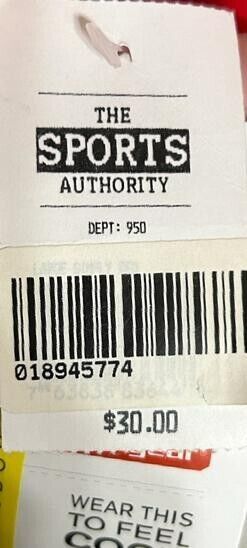 THE
SPORTS
AUTHORITY
DEPT: 950
018945774
$30.00
WEAR THIS
TO FEEL